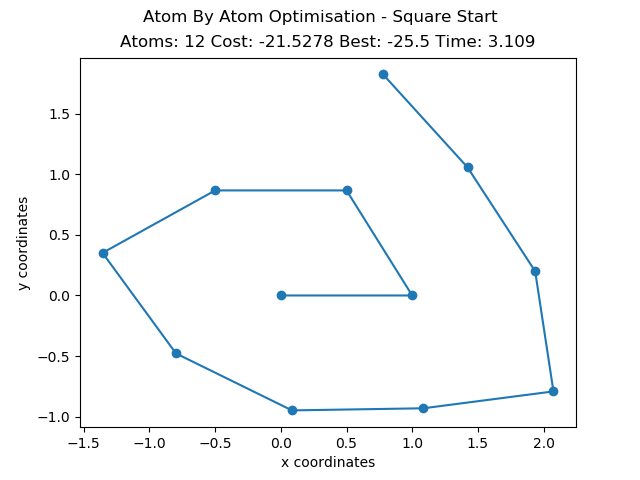 Atom By Atom Optimisation - Square Start
Atoms: 12 Cost: -21.5278 Best: -25.5 Time: 3.109
1.5
1.0
0.5
0.0
−0.5
−1.0
y coordinates
−1.5 −1.0 −0.5 0.0 0.5 1.0 1.5 2.0
x coordinates